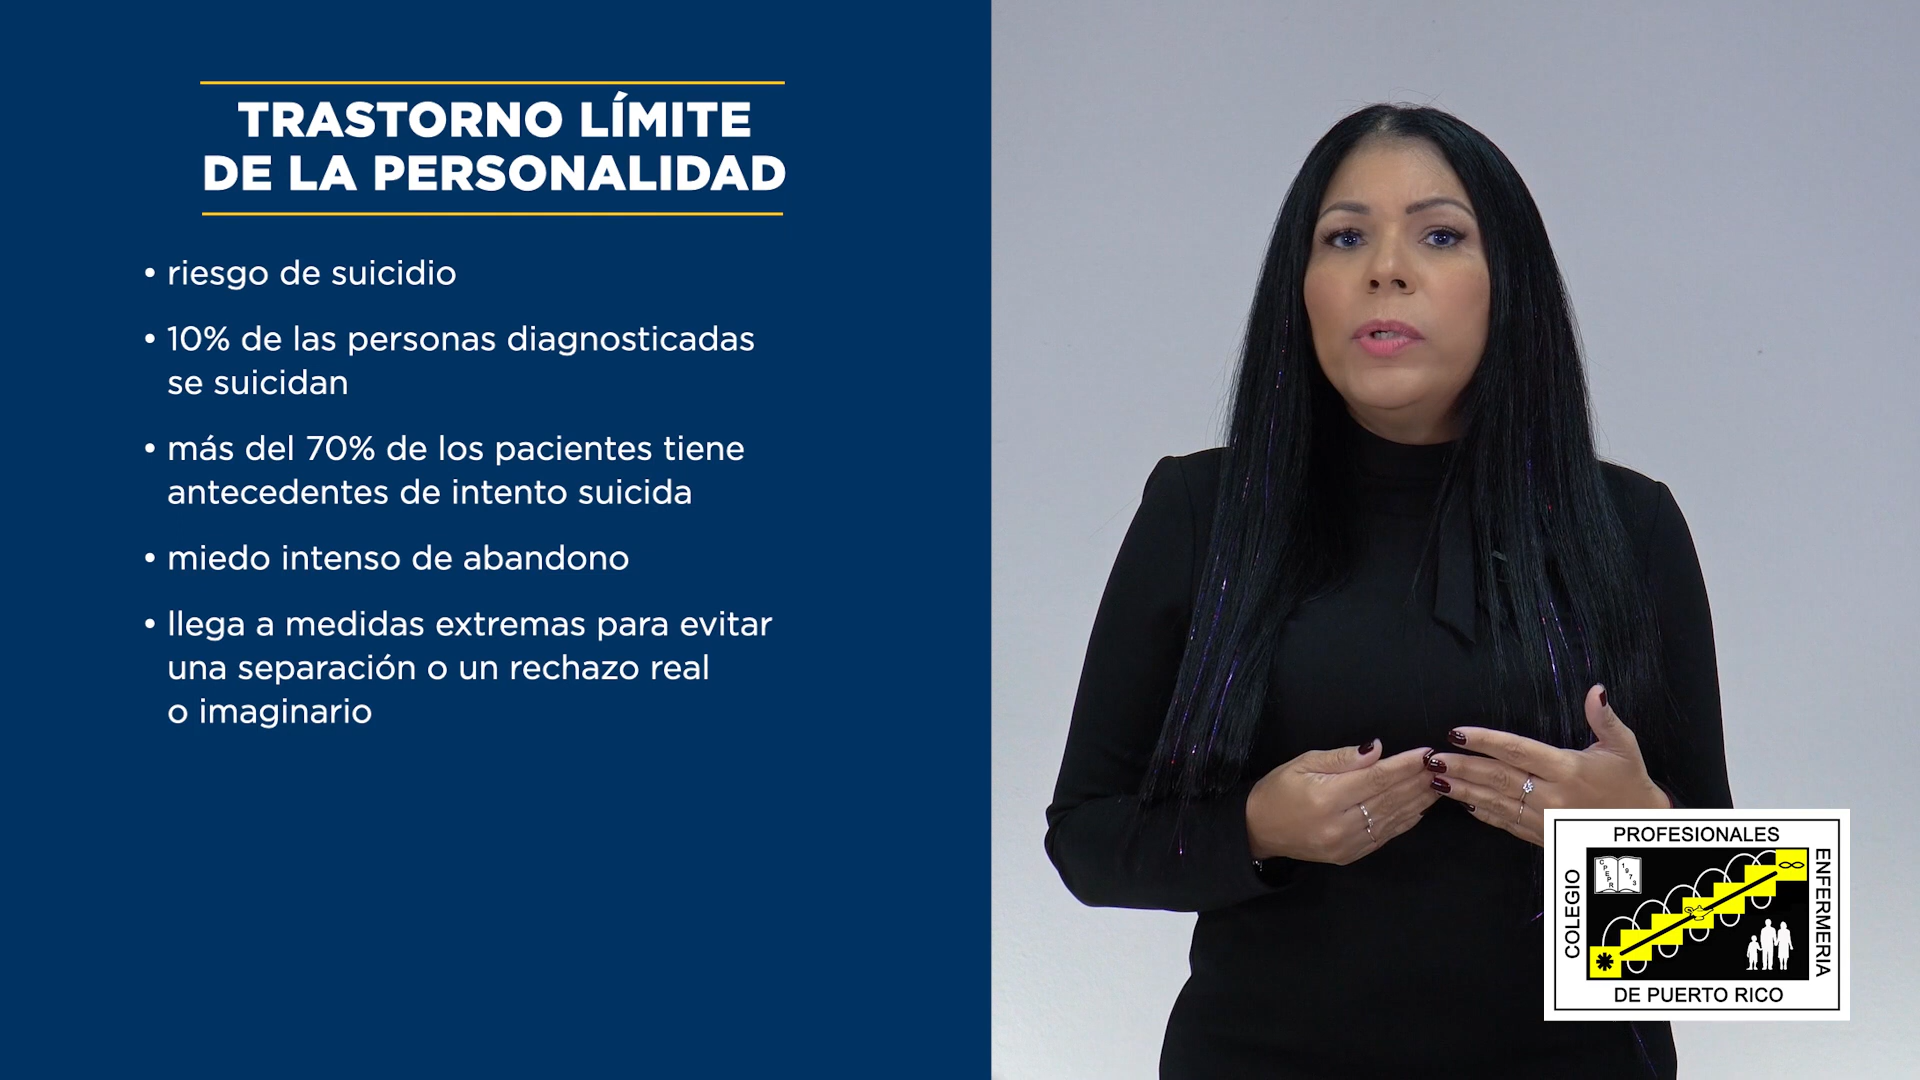 TRASTORNO LÍMITE
DE LA PERSONALIDAD
• riesgo de suicidio
• 10% de las personas diagnosticadas
se suicidan
• más del 70% de los pacientes tiene
antecedentes de intento suicida
• miedo intenso de abandono
• llega a medidas extremas para evitar
una separación o un rechazo real
o imaginario
PROFESIONALES
COLEGIO
CPEPR
1973
ENFERMERIA
DE PUERTO RICO